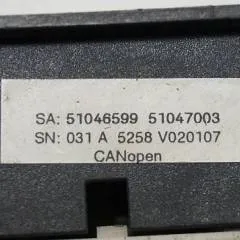 SA: 51046599 51047003
SN: 031 A 5258 V020107
CANopen